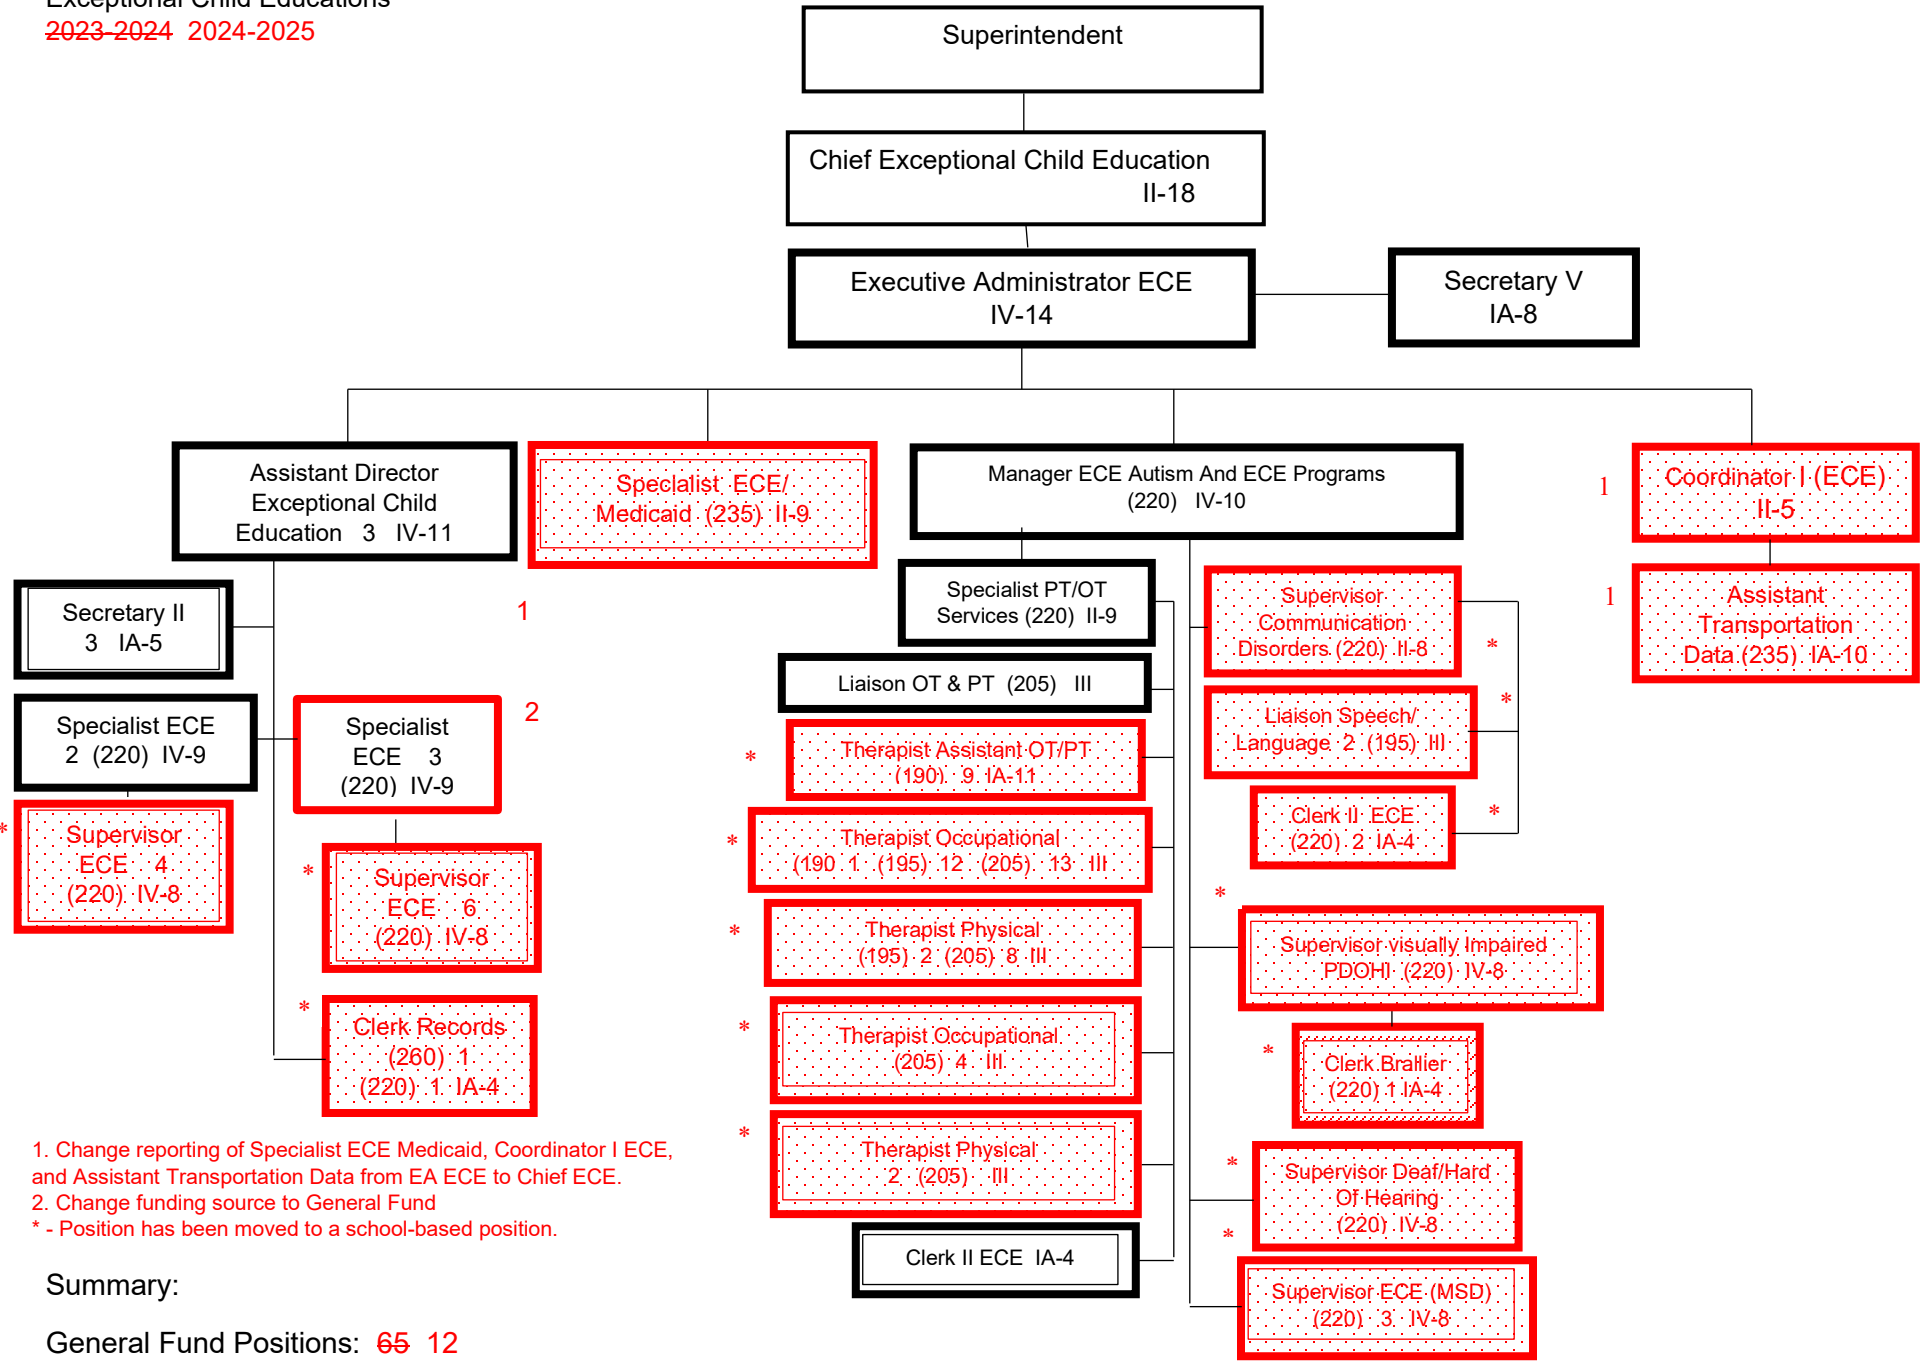 Exceptional Child Educations
2023-2024 2024-2025
Superintendent
Chief Exceptional Child Education
II-18
Executive Administrator ECE
IV-14
Secretary V
IA-8
Assistant Director
Exceptional Child
Education 3 IV-11
Specialist ECE/
Medicaid (235) II-9
1
Manager ECE Autism And ECE Programs
(220) IV-10
1
Coordinator I (ECE)
II-5
1
Assistant
Transportation
Data (235) IA-10
Secretary II
3 IA-5
Specialist ECE
2 (220) IV-9
Specialist
ECE 3
(220) IV-9
2
*
Supervisor
ECE 4
(220) IV-8
*
Supervisor
ECE 6
(220) IV-8
*
Clerk Records
(260) 1
(220) 1 IA-4
Specialist PT/OT
Services (220) II-9
Liaison OT & PT (205) III
*
Therapist Assistant OT/PT
(190) 9 IA-11
*
Therapist Occupational
(190 1 (195) 12 (205) 13 III
*
Therapist Physical
(195) 2 (205) 8 III
*
Therapist Occupational
(205) 4 III
*
Therapist Physical
2 (205) III
Clerk II ECE IA-4
Supervisor
Communication
Disorders (220) II-8
*
Liaison Speech/
Language 2 (195) III
*
Clerk II ECE
(220) 2 IA-4
*
*
Supervisor visually Impaired
PDOHI (220) IV-8
*
Clerk Braillier
(220) 1 IA-4
*
Supervisor Deaf/Hard
Of Hearing
(220) IV-8
*
Supervisor ECE (MSD)
(220) 3 IV-8
1. Change reporting of Specialist ECE Medicaid, Coordinator I ECE,
and Assistant Transportation Data from EA ECE to Chief ECE.
2. Change funding source to General Fund
* - Position has been moved to a school-based position.
Summary:
General Fund Positions: 65 12